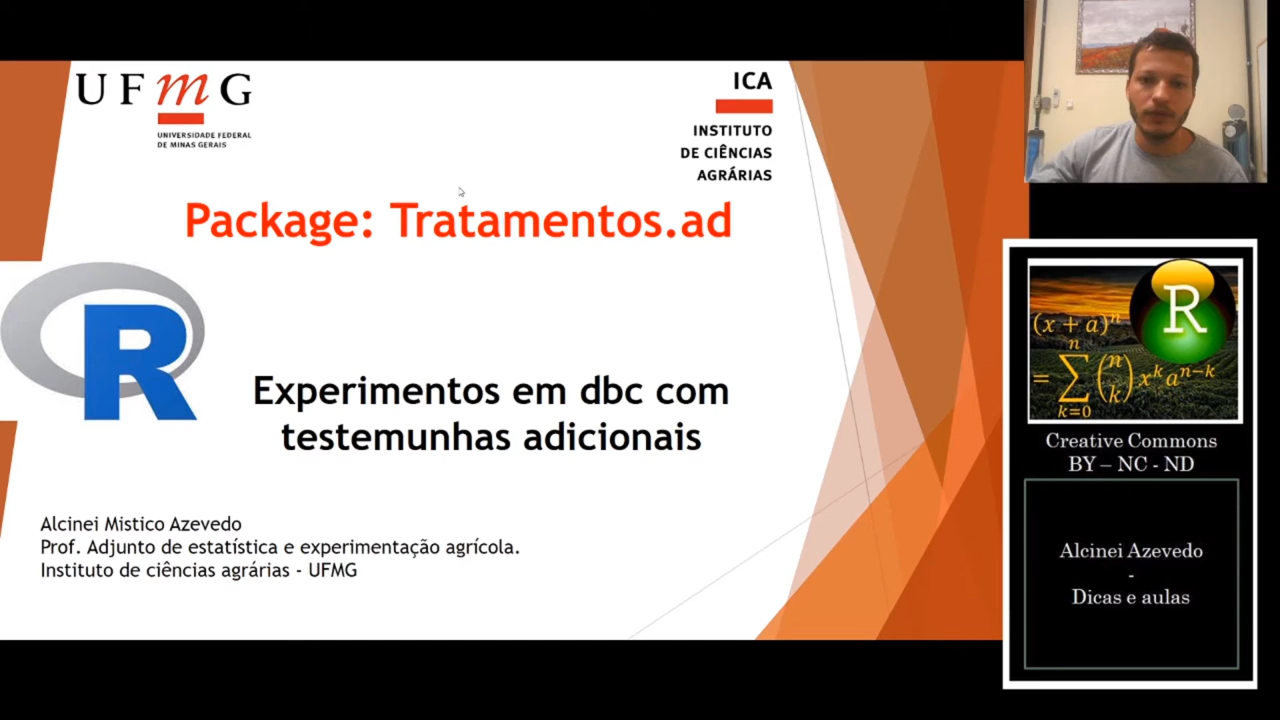 UFmG
UNIVERSIDADE FEDERAL
DE MINAS GERAIS
ICA
INSTITUTO
DE CIÊNCIAS
AGRÁRIAS
Package: Tratamentos.ad
R
Experimentos em dbc com
testemunhas adicionais
Alcinei Mistico Azevedo
Prof. Adjunto de estatística e experimentação agrícola.
Instituto de ciências agrárias - UFMG
R
(x + a)^n
= ∑_{k=0}^{n} (n k) x^k a^{n-k}
Creative Commons
BY – NC - ND
Alcinei Azevedo
-
Dicas e aulas